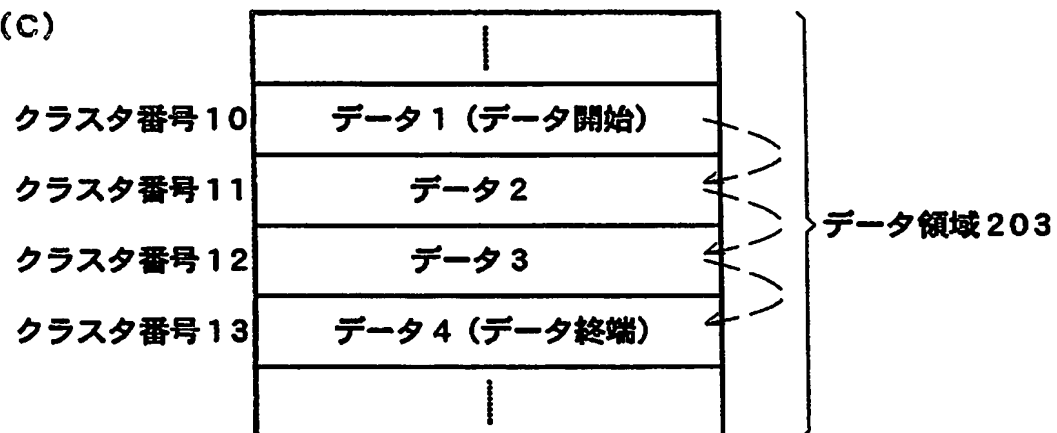 (C)
クラスタ番号10 データ1(データ開始)
クラスタ番号11 データ2
データ領域203
クラスタ番号12 データ3
クラスタ番号13 データ4(データ終端)